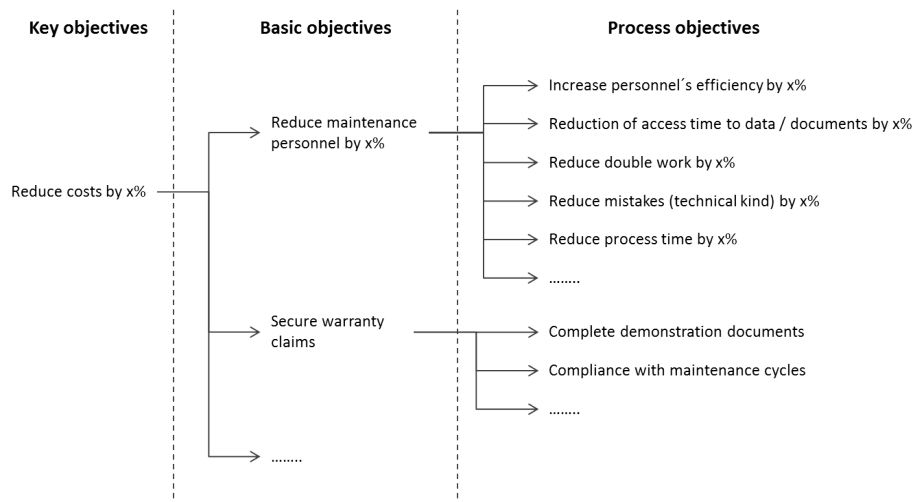 Key objectives
Basic objectives
Process objectives
Reduce costs by x%
Reduce maintenance
personnel by x%
Increase personnel´s efficiency by x%
Reduction of access time to data / documents by x%
Reduce double work by x%
Reduce mistakes (technical kind) by x%
Reduce process time by x%
........
Secure warranty
claims
Complete demonstration documents
Compliance with maintenance cycles
........
........